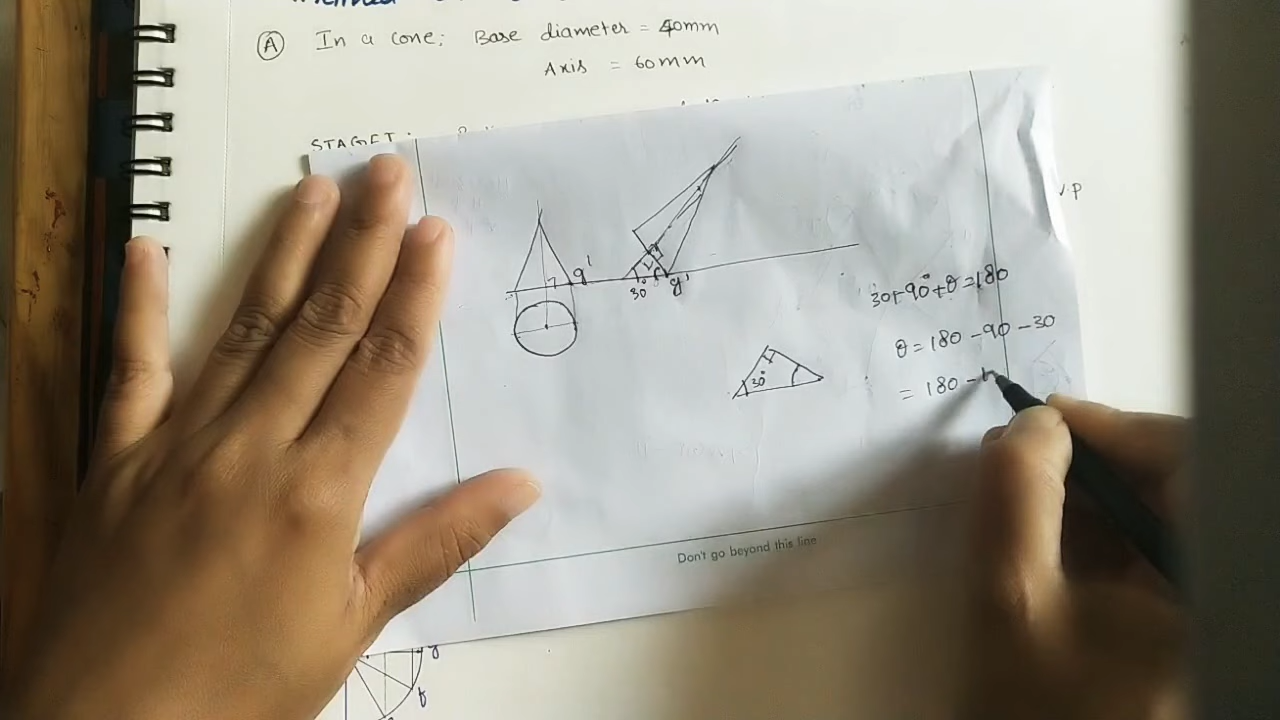 Ⓐ In a cone; Base diameter = 40mm
Axis = 60mm
STAGE I :
V.P
g'
30°
g'
30+90°+θ=180
θ = 180 - 90 - 30
= 180 - 1
30°
Don't go beyond this line
g
f